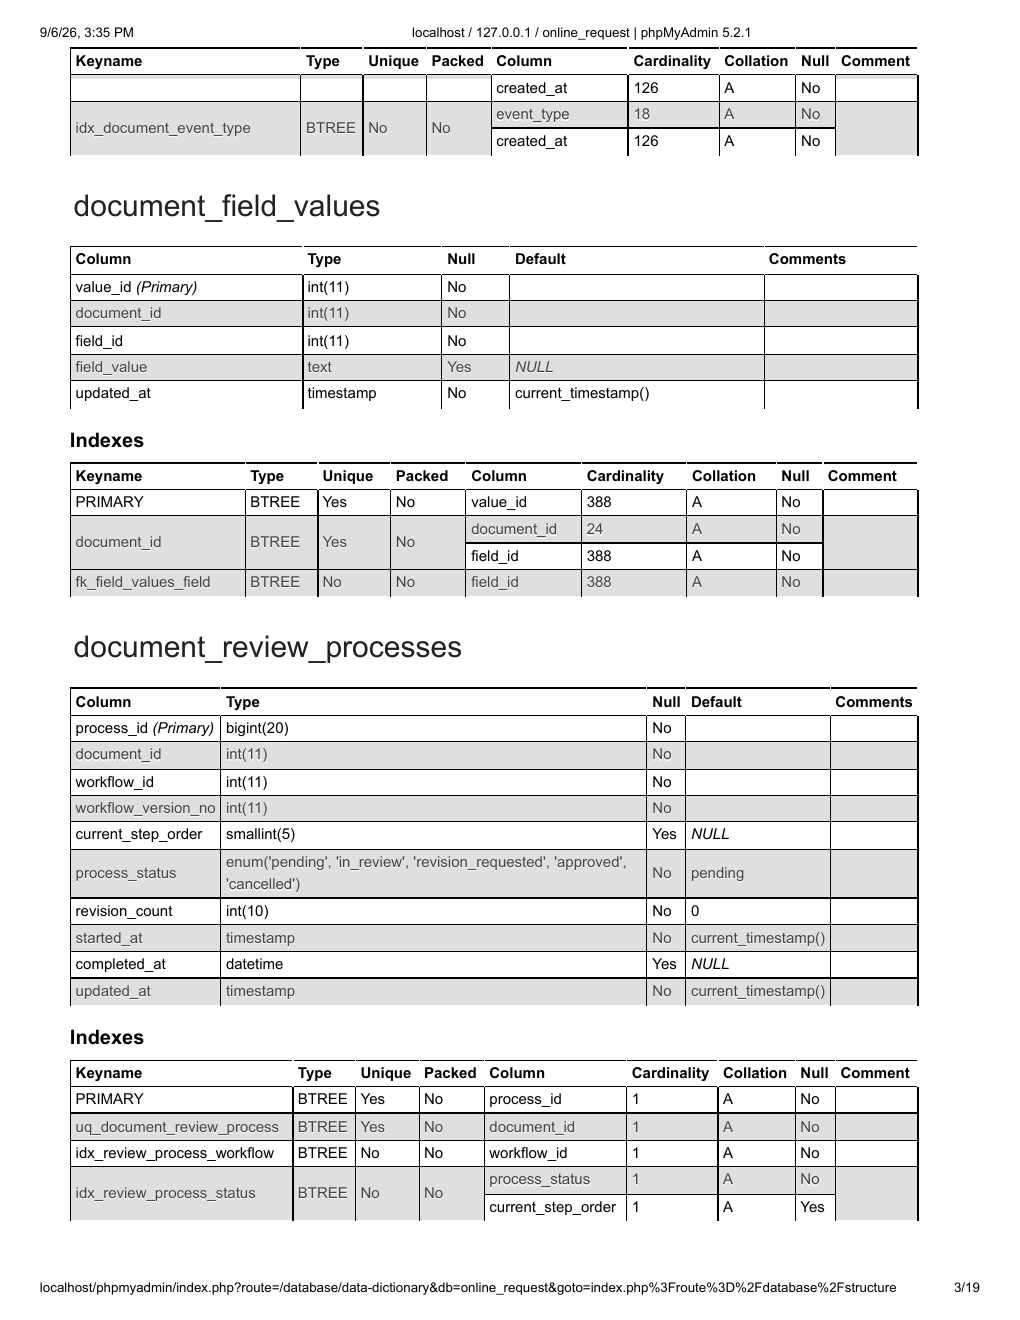 9/6/26, 3:35 PM localhost / 127.0.0.1 / online_request | phpMyAdmin 5.2.1
Keyname Type Unique Packed Column Cardinality Collation Null Comment
created_at 126 A No
idx_document_event_type BTREE No No event_type 18 A No
created_at 126 A No
document_field_values
Column Type Null Default Comments
value_id (Primary) int(11) No
document_id int(11) No
field_id int(11) No
field_value text Yes NULL
updated_at timestamp No current_timestamp()
Indexes
Keyname Type Unique Packed Column Cardinality Collation Null Comment
PRIMARY BTREE Yes No value_id 388 A No
document_id BTREE Yes No document_id 24 A No
field_id 388 A No
fk_field_values_field BTREE No No field_id 388 A No
document_review_processes
Column Type Null Default Comments
process_id (Primary) bigint(20) No
document_id int(11) No
workflow_id int(11) No
workflow_version_no int(11) No
current_step_order smallint(5) Yes NULL
process_status enum('pending', 'in_review', 'revision_requested', 'approved', 'cancelled') No pending
revision_count int(10) No 0
started_at timestamp No current_timestamp()
completed_at datetime Yes NULL
updated_at timestamp No current_timestamp()
Indexes
Keyname Type Unique Packed Column Cardinality Collation Null Comment
PRIMARY BTREE Yes No process_id 1 A No
uq_document_review_process BTREE Yes No document_id 1 A No
idx_review_process_workflow BTREE No No workflow_id 1 A No
idx_review_process_status BTREE No No process_status 1 A No
current_step_order 1 A Yes
localhost/phpmyadmin/index.php?route=/database/data-dictionary&db=online_request&goto=index.php%3Froute%3D%2Fdatabase%2Fstructure 3/19